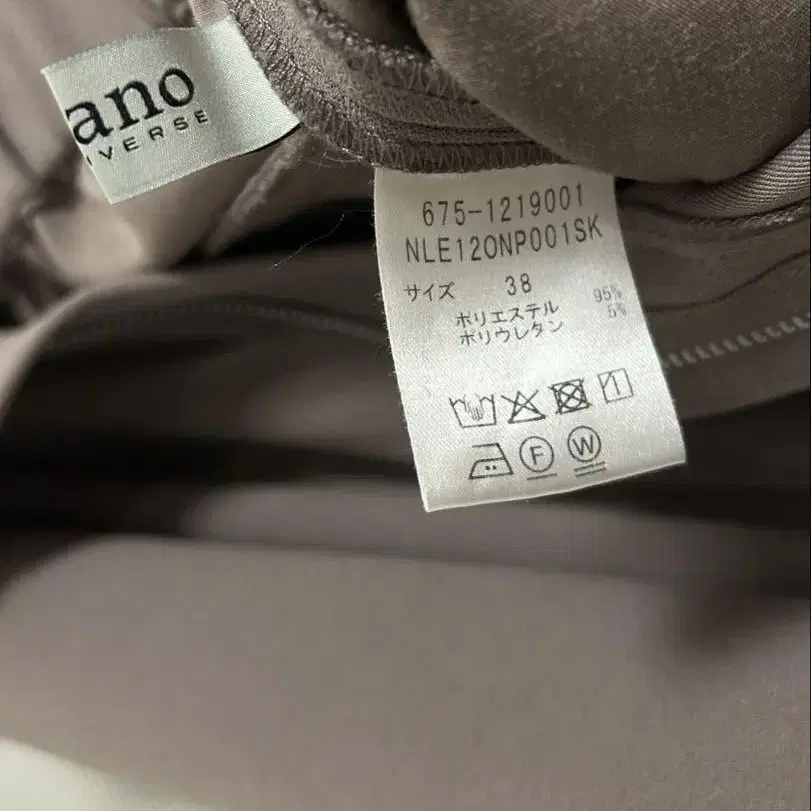 ano
IVERSE
675-1219001
NLE120NP001SK
サイズ 38
ポリエステル 95%
ポリウレタン 5%
F W